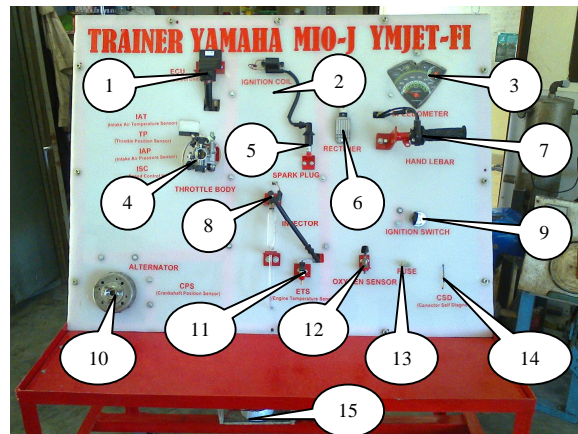 TRAINER YAMAHA MIO-J YMJET-FI
ECU
1
IGNITION COIL
2
3
SPEEDOMETER
IAT
(Intake Air Temperature Sensor)
TP
(Throttle Position Sensor)
IAP
(Intake Air Pressure Sensor)
ISC
4
THROTTLE BODY
5
SPARK PLUG
RECTIFIER
6
7
HAND LEBAR
8
INJECTOR
IGNITION SWITCH
9
ALTERNATOR
CPS
(Crankshaft Position Sensor)
10
ETS
(Engine Temperature Sensor)
11
OXYGEN SENSOR
12
FUSE
13
CSD
(Conector Self Diagnosis)
14
15